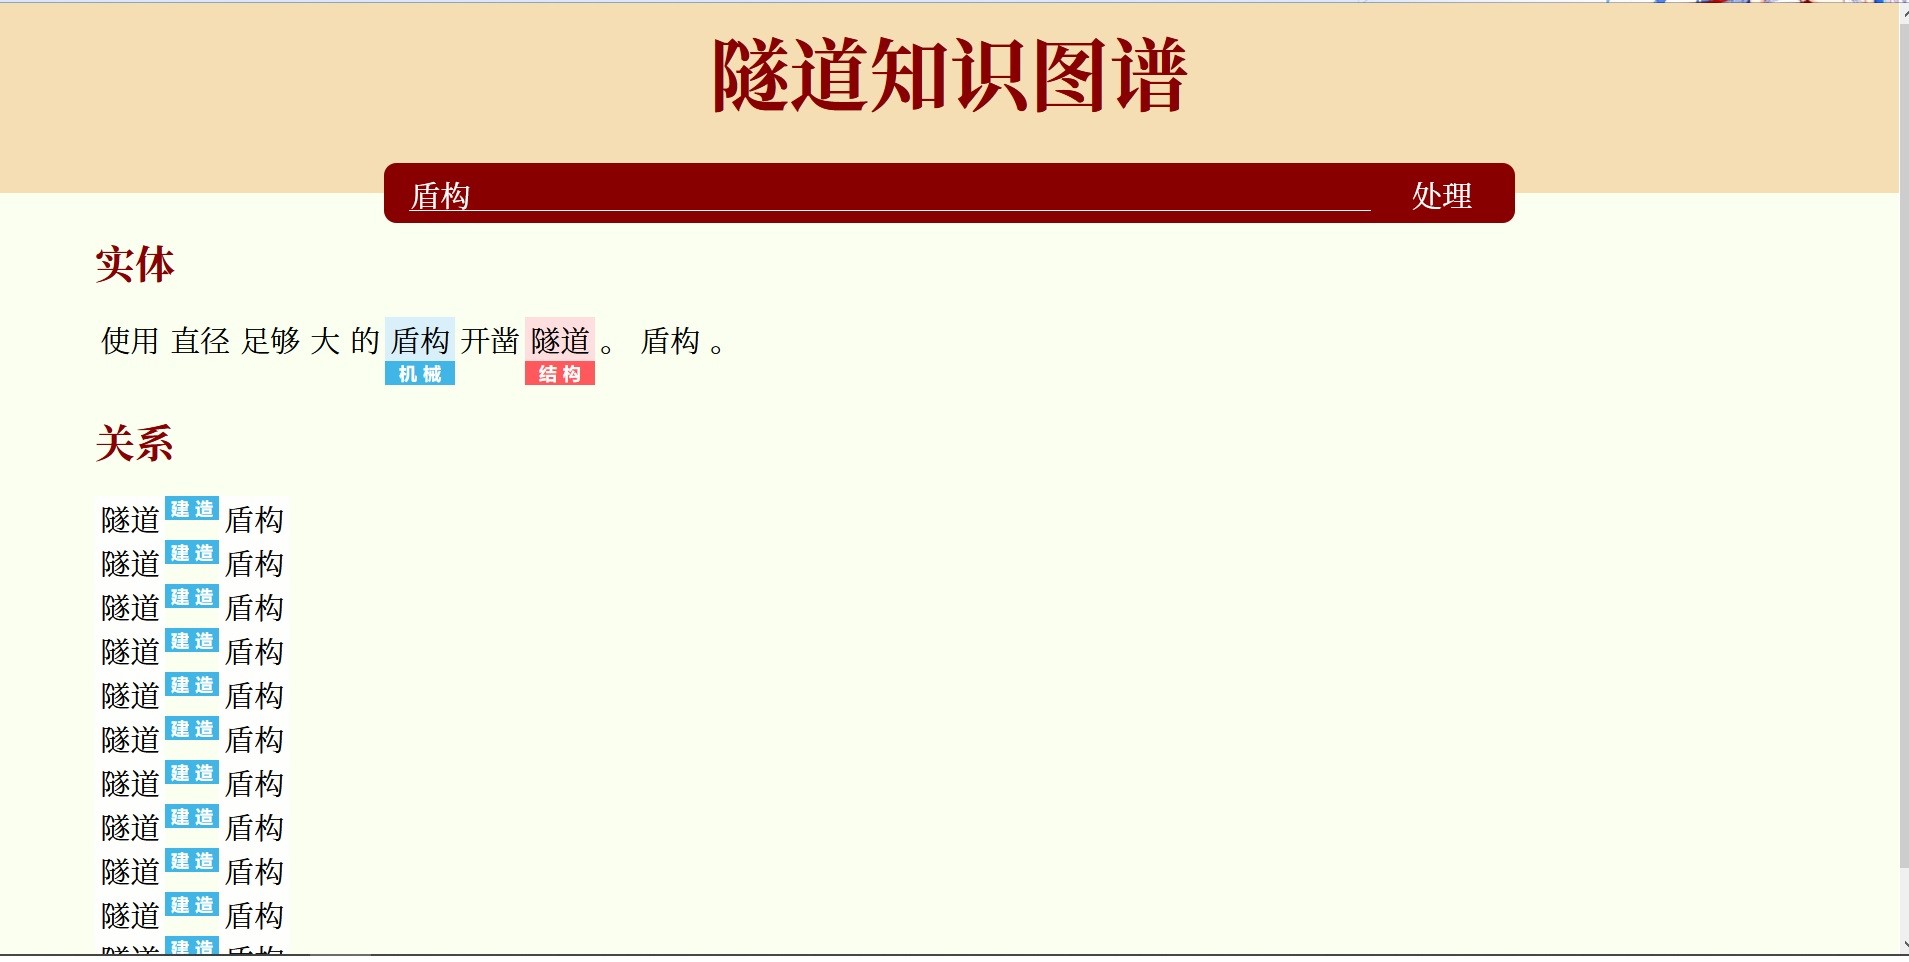 隧道知识图谱
盾构 处理
实体
使用 直径 足够 大 的 盾构 开凿 隧道 。 盾构 。
机械 结构
关系
隧道 建造 盾构
隧道 建造 盾构
隧道 建造 盾构
隧道 建造 盾构
隧道 建造 盾构
隧道 建造 盾构
隧道 建造 盾构
隧道 建造 盾构
隧道 建造 盾构
隧道 建造 盾构
隧道 建造 盾构